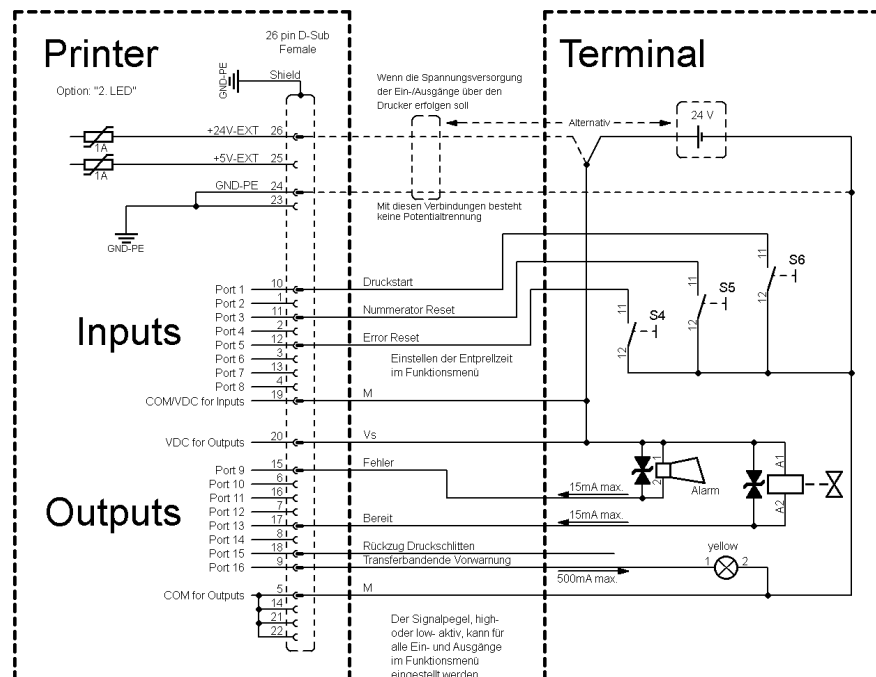 Printer
Option: "2. LED"
26 pin D-Sub
Female
Shield
GND-PE
+24V-EXT 26
1A
+5V-EXT 25
1A
GND-PE 24
23
GND-PE
Wenn die Spannungsversorgung
der Ein-/Ausgänge über den
Drucker erfolgen soll
Mit diesen Verbindungen besteht
keine Potentialtrennung
Terminal
Alternativ
24 V
Inputs
Port 1 10 Druckstart
Port 2 1
Port 3 11 Nummerator Reset
Port 4 2
Port 5 12 Error Reset
Port 6 3
Port 7 13
Port 8 4
COM/VDC for Inputs 19 M
Einstellen der Entprellzeit
im Funktionsmenü
11 S4 12
11 S5 12
11 S6 12
VDC for Outputs 20 Vs
Outputs
Port 9 15 Fehler
Port 10 6
Port 11 16
Port 12 7
Port 13 17 Bereit
Port 14 8
Port 15 18 Rückzug Druckschlitten
Port 16 9 Transferbandende Vorwarnung
COM for Outputs 5 M
14
21
22
15mA max.
15mA max.
500mA max.
1
2
Alarm
A1
A2
yellow
1 2
Der Signalpegel, high-
oder low- aktiv, kann für
alle Ein- und Ausgänge
im Funktionsmenü
eingestellt werden